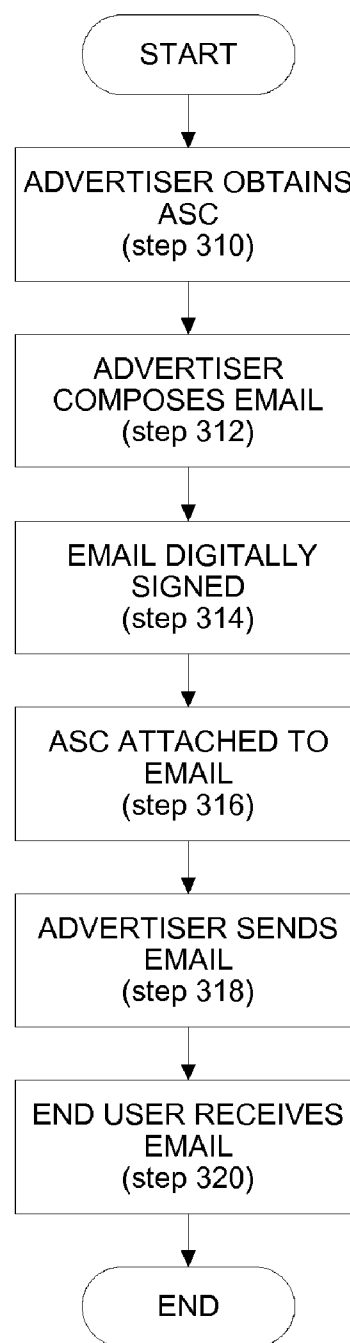 START
ADVERTISER OBTAINS
ASC
(step 310)
ADVERTISER
COMPOSES EMAIL
(step 312)
EMAIL DIGITALLY
SIGNED
(step 314)
ASC ATTACHED TO
EMAIL
(step 316)
ADVERTISER SENDS
EMAIL
(step 318)
END USER RECEIVES
EMAIL
(step 320)
END